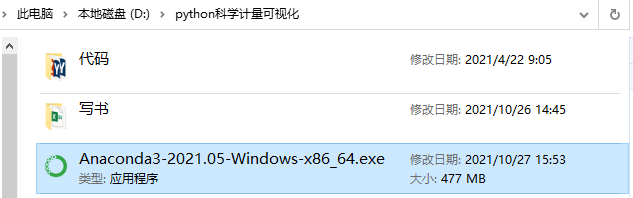 此电脑 > 本地磁盘 (D:) > python科学计量可视化
代码 修改日期: 2021/4/22 9:05
写书 修改日期: 2021/10/26 14:45
Anaconda3-2021.05-Windows-x86_64.exe 修改日期: 2021/10/27 15:53
类型: 应用程序 大小: 477 MB